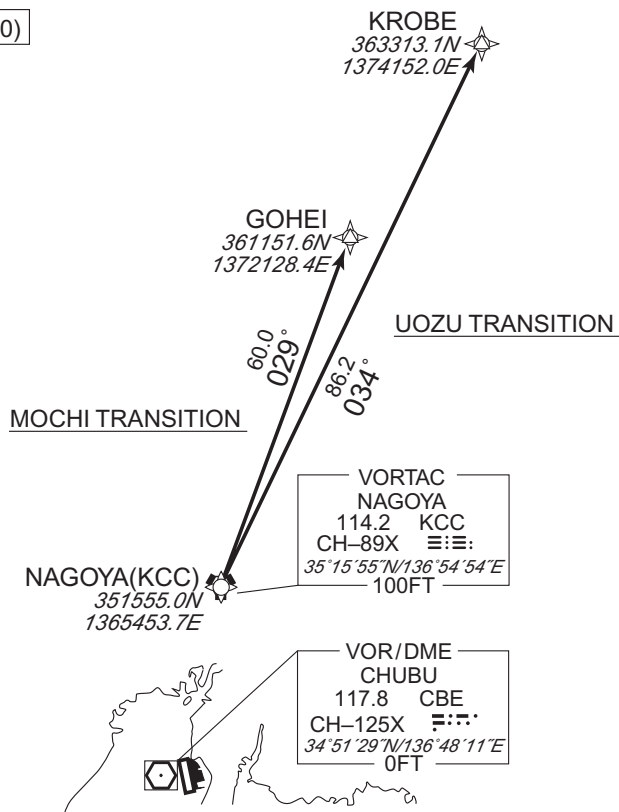 0)
KROBE
363313.1N
1374152.0E
GOHEI
361151.6N
1372128.4E
UOZU TRANSITION
60.0
029°
86.2
034°
MOCHI TRANSITION
VORTAC
NAGOYA
114.2 KCC
CH–89X
35°15´55˝N/136°54´54˝E
100FT
NAGOYA(KCC)
351555.0N
1365453.7E
VOR/DME
CHUBU
117.8 CBE
CH–125X
34°51´29˝N/136°48´11˝E
0FT